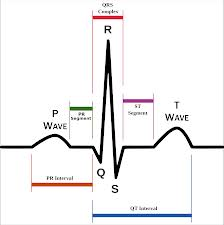 QRS
Complex
R
P
WAVE
PR
Segment
ST
Segment
T
WAVE
Q
S
PR Interval
QT Interval